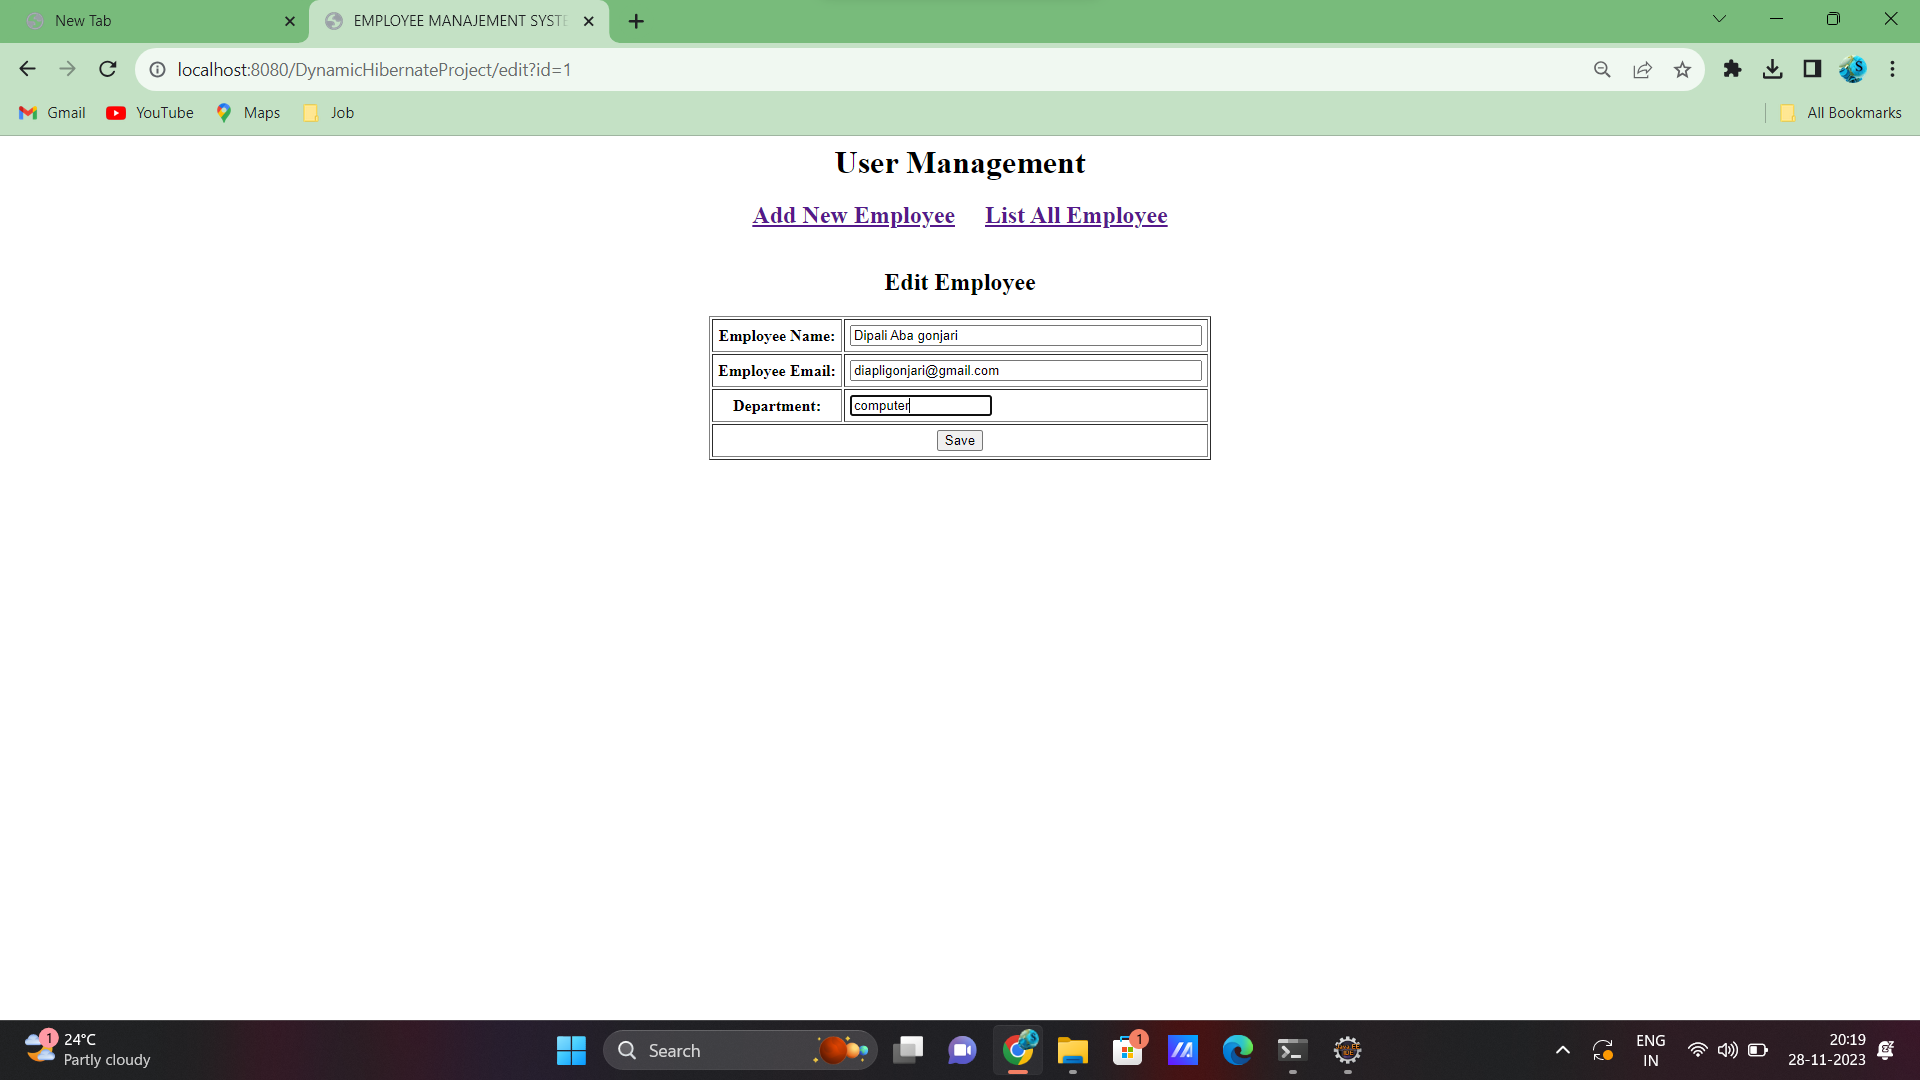 New Tab
EMPLOYEE MANAJEMENT SYSTE
localhost:8080/DynamicHibernateProject/edit?id=1
Gmail YouTube Maps Job All Bookmarks
User Management
Add New Employee List All Employee
Edit Employee
Employee Name: Dipali Aba gonjari
Employee Email: diapligonjari@gmail.com
Department: computer
Save
1 24°C
Partly cloudy
Search
1
ENG
IN
20:19
28-11-2023